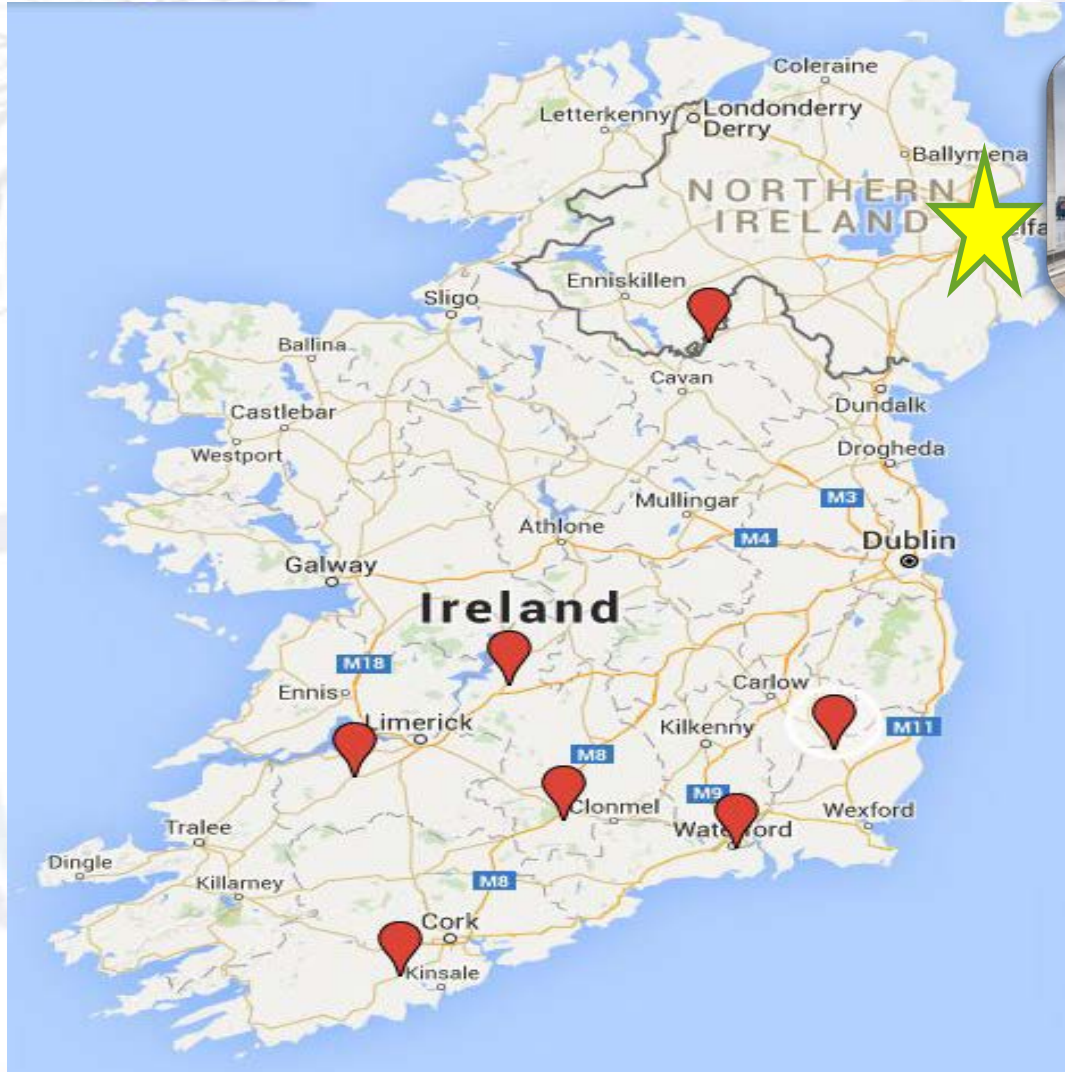 Coleraine
Letterkenny
Londonderry
Derry
Ballymena
NORTHERN
IRELAND
Enniskillen
Sligo
Ballina
Cavan
Dundalk
Castlebar
Westport
Drogheda
Mullingar
M3
Athlone
M4
Dublin
Galway
Ireland
M18
Ennis
Carlow
Limerick
Kilkenny
M11
M8
M9
Clonmel
Wexford
Tralee
Dingle
Killarney
M8
Cork
Kinsale